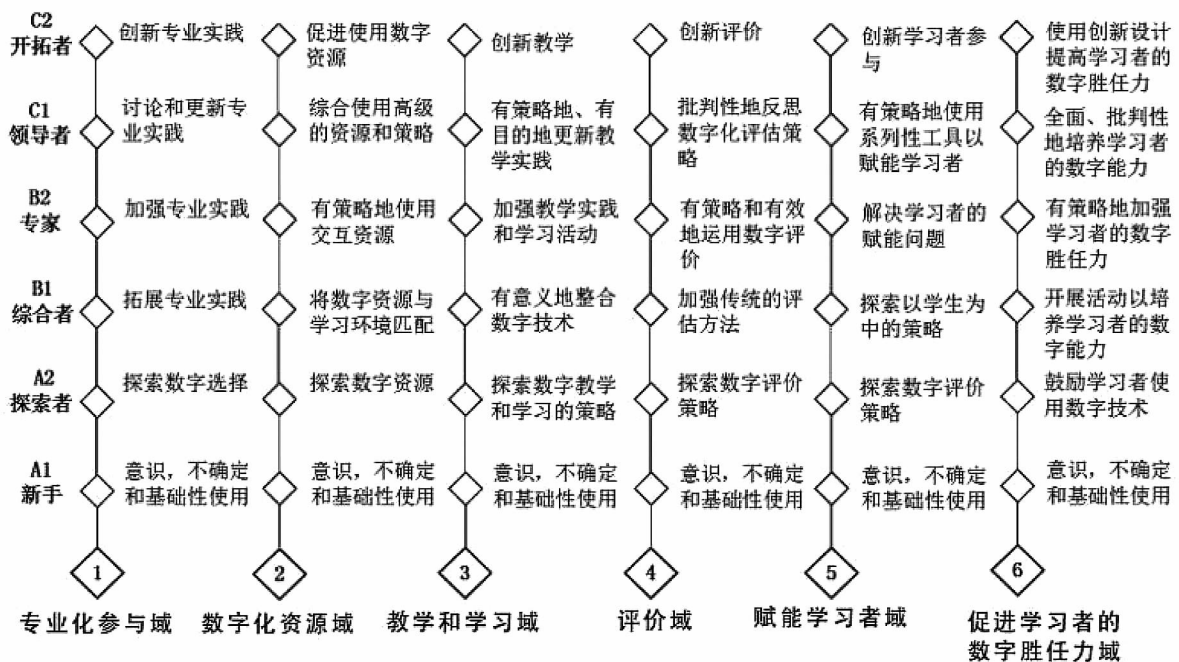 C2
开拓者
创新专业实践
促进使用数字
资源
创新教学
创新评价
创新学习者参
与
使用创新设计
提高学习者的
数字胜任力
C1
领导者
讨论和更新专
业实践
综合使用高级
的资源和策略
有策略地、有
目的地更新教
学实践
批判性地反思
数字化评估策
略
有策略地使用
系列性工具以
赋能学习者
全面、批判性
地培养学习者
的数字能力
B2
专家
加强专业实践
有策略地使用
交互资源
加强教学实践
和学习活动
有策略和有效
地运用数字评
价
解决学习者的
赋能问题
有策略地加强
学习者的数字
胜任力
B1
综合者
拓展专业实践
将数字资源与
学习环境匹配
有意义地整合
数字技术
加强传统的评
估方法
探索以学生为
中的策略
开展活动以培
养学习者的数
字能力
A2
探索者
探索数字选择
探索数字资源
探索数字教学
和学习的策略
探索数字评价
策略
探索数字评价
策略
鼓励学习者使
用数字技术
A1
新手
意识，不确定
和基础性使用
意识，不确定
和基础性使用
意识，不确定
和基础性使用
意识，不确定
和基础性使用
意识，不确定
和基础性使用
意识，不确定
和基础性使用
1
2
3
4
5
6
专业化参与域
数字化资源域
教学和学习域
评价域
赋能学习者域
促进学习者的
数字胜任力域